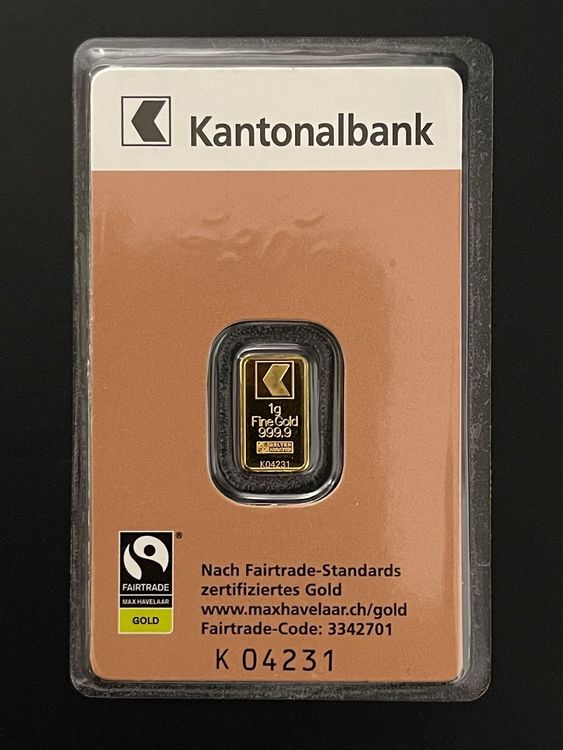 Kantonalbank
1g
Fine Gold
999,9
K04231
FAIRTRADE
MAX HAVELAAR
GOLD
®
Nach Fairtrade-Standards
zertifiziertes Gold
www.maxhavelaar.ch/gold
Fairtrade-Code: 3342701
K 04231